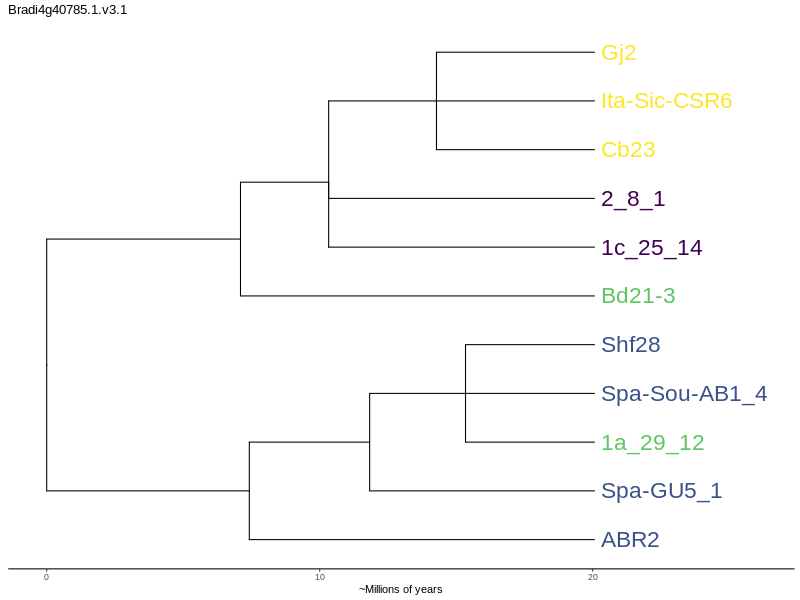 Bradi4g40785.1.v3.1
Gj2
Ita-Sic-CSR6
Cb23
2_8_1
1c_25_14
Bd21-3
Shf28
Spa-Sou-AB1_4
1a_29_12
Spa-GU5_1
ABR2
0 10 20
~Millions of years